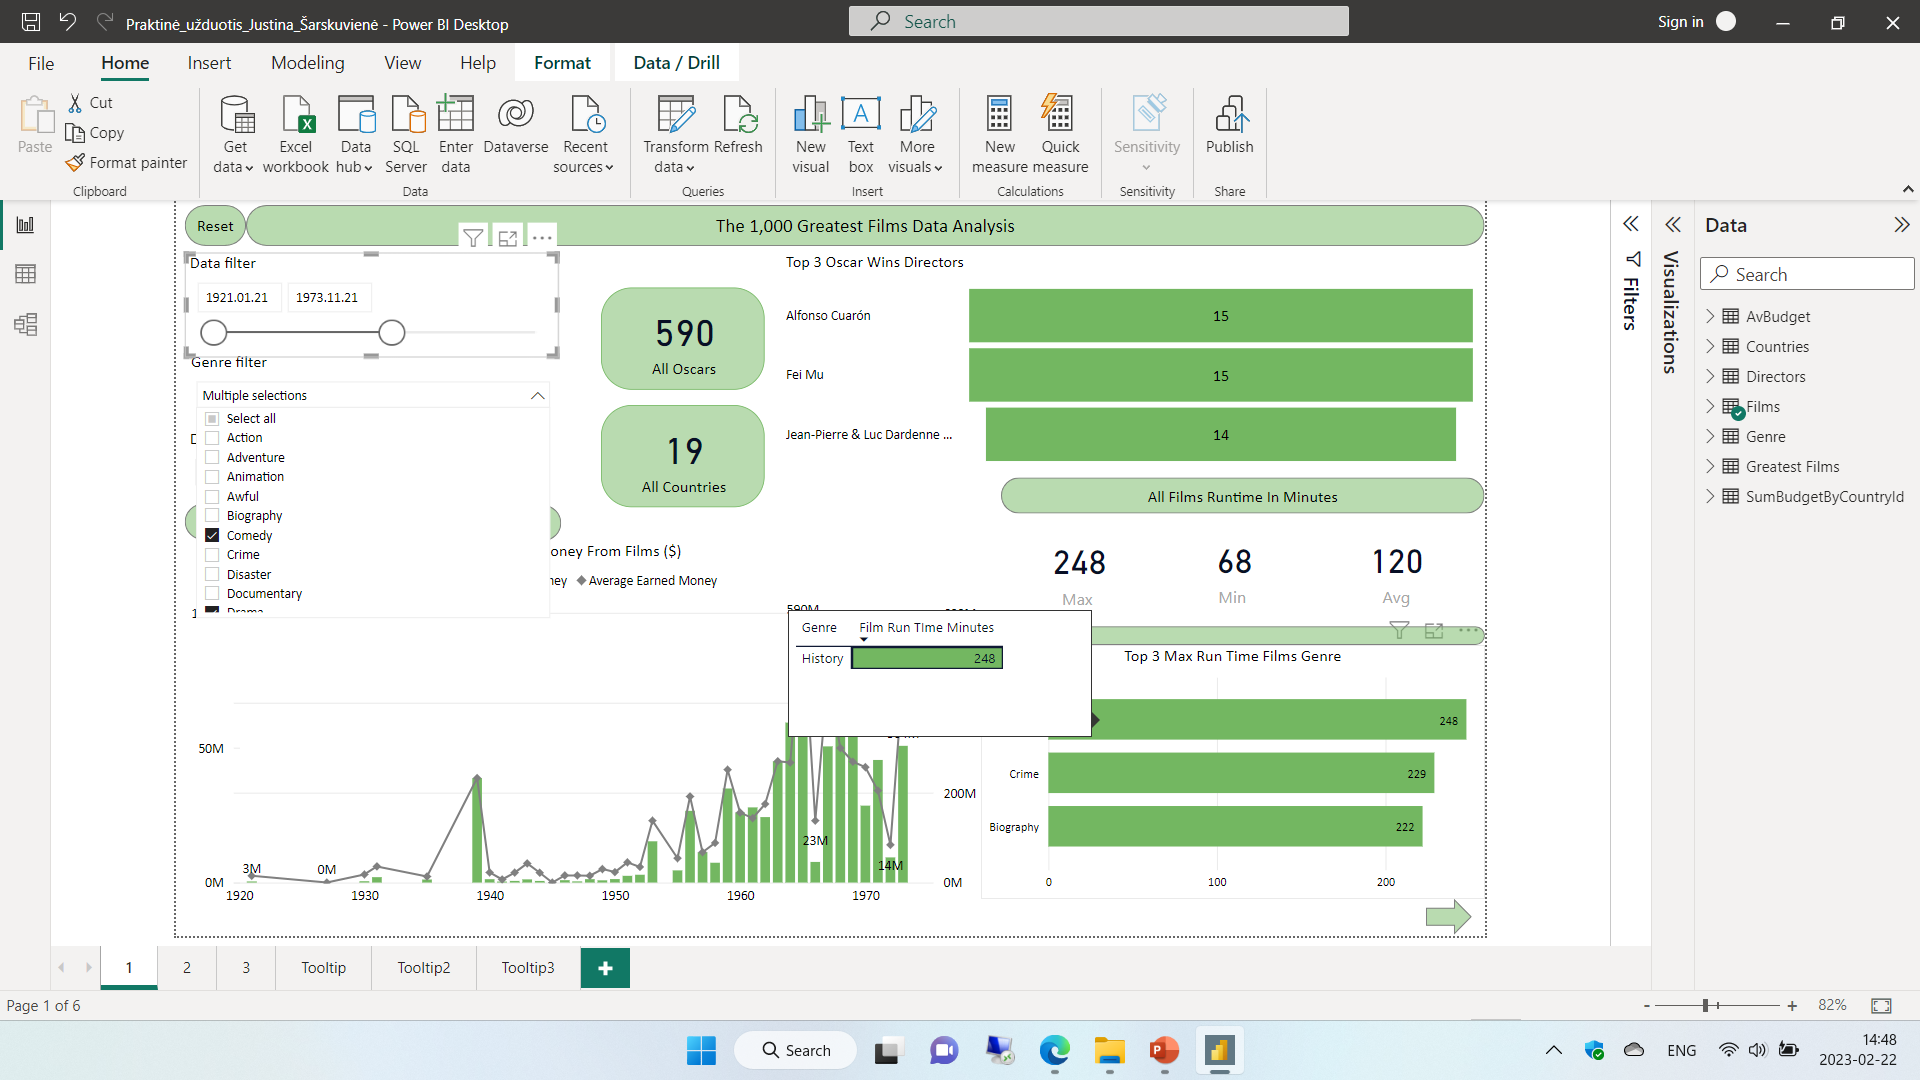 Praktinė_užduotis_Justina_Šarskuvienė - Power BI Desktop
Search
Sign in
File
Home
Insert
Modeling
View
Help
Format
Data / Drill
Paste
Cut
Copy
Format painter
Clipboard
Get data
Excel workbook
Data hub
SQL Server
Enter data
Dataverse
Recent sources
Data
Transform data
Refresh
Queries
New visual
Text box
More visuals
Insert
New measure
Quick measure
Calculations
Sensitivity
Sensitivity
Publish
Share
Reset
The 1,000 Greatest Films Data Analysis
Data filter
1921.01.21
1973.11.21
Genre filter
Multiple selections
Select all
Action
Adventure
Animation
Awful
Biography
Comedy
Crime
Disaster
Documentary
Drama
590
All Oscars
19
All Countries
Top 3 Oscar Wins Directors
Alfonso Cuarón
15
Fei Mu
15
Jean-Pierre & Luc Dardenne ...
14
All Films Runtime In Minutes
248
Max
68
Min
120
Avg
oney From Films ($)
ney
Average Earned Money
590M
50M
0M
3M
0M
23M
14M
200M
0M
1920
1930
1940
1950
1960
1970
Genre
Film Run TIme Minutes
History
248
Top 3 Max Run Time Films Genre
248
Crime
229
Biography
222
0
100
200
Filters
Visualizations
Data
Search
AvBudget
Countries
Directors
Films
Genre
Greatest Films
SumBudgetByCountryId
1
2
3
Tooltip
Tooltip2
Tooltip3
Page 1 of 6
82%
Search
ENG
14:48
2023-02-22